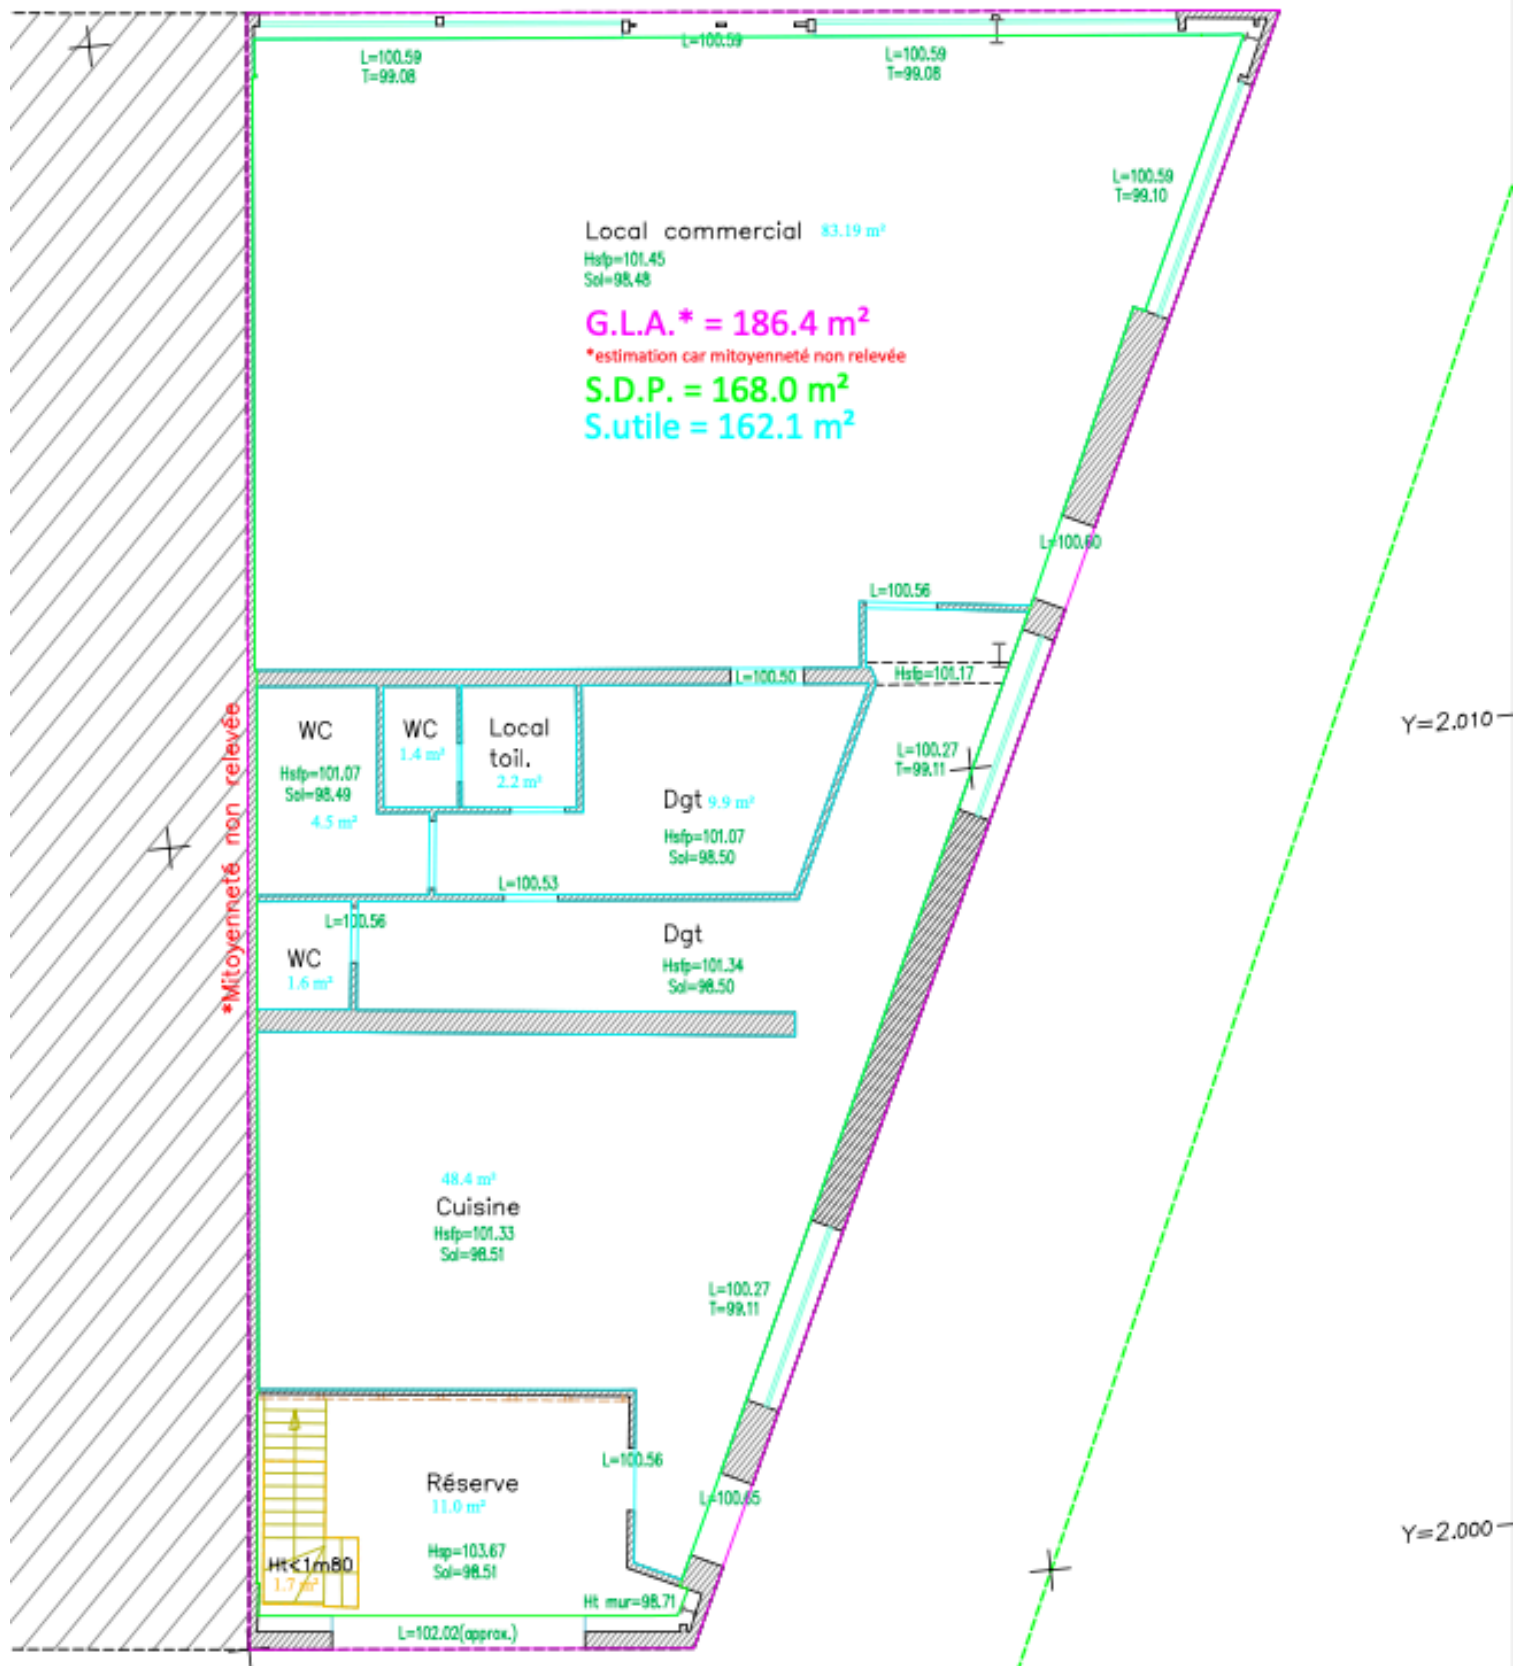 L=100.59
L=100.59
T=99.08
L=100.59
T=99.08
L=100.59
T=99.10
Local commercial 83.19 m²
Hsfp=101.45
Sol=98.48
G.L.A.* = 186.4 m²
*estimation car mitoyenneté non relevée
S.D.P. = 168.0 m²
S.utile = 162.1 m²
L=100.60
L=100.56
Hsfp=101.17
L=100.50
*Mitoyenneté non relevée
WC
Hsfp=101.07
Sol=98.49
4.5 m²
WC
1.4 m²
Local
toil.
2.2 m²
Dgt 9.9 m²
Hsfp=101.07
Sol=98.50
L=100.27
T=99.11
Y=2.010
L=100.53
L=100.56
WC
1.6 m²
Dgt
Hsfp=101.34
Sol=98.50
48.4 m²
Cuisine
Hsfp=101.33
Sol=98.51
L=100.27
T=99.11
L=100.56
Réserve
11.0 m²
L=100.65
Hsp=103.67
Sol=98.51
Ht<1m80
1.7 m²
Ht mur=98.71
L=102.02(approx.)
Y=2.000